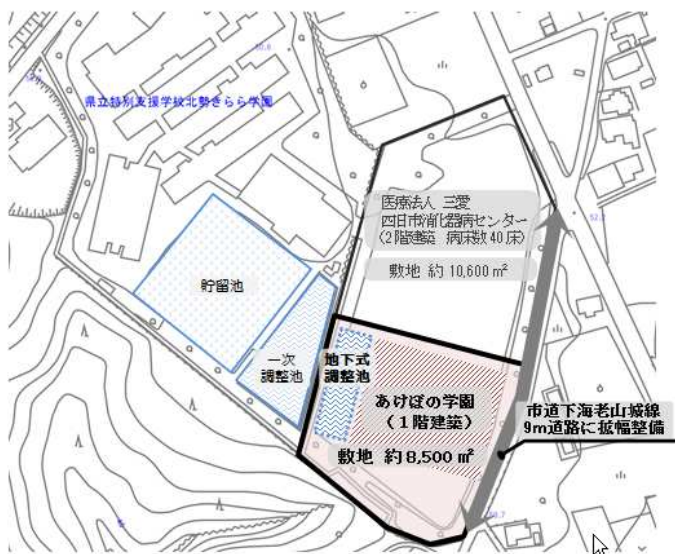 52.8
県立特別支援学校北勢きらら学園
医療法人 三愛
四日市消化器病センター
(2階建築 病床数40床)
敷地 約10,600㎡
貯留池
一次
調整池
地下式
調整池
あけぼの学園
(1階建築)
敷地 約8,500㎡
市道下海老山城線
9m道路に拡幅整備